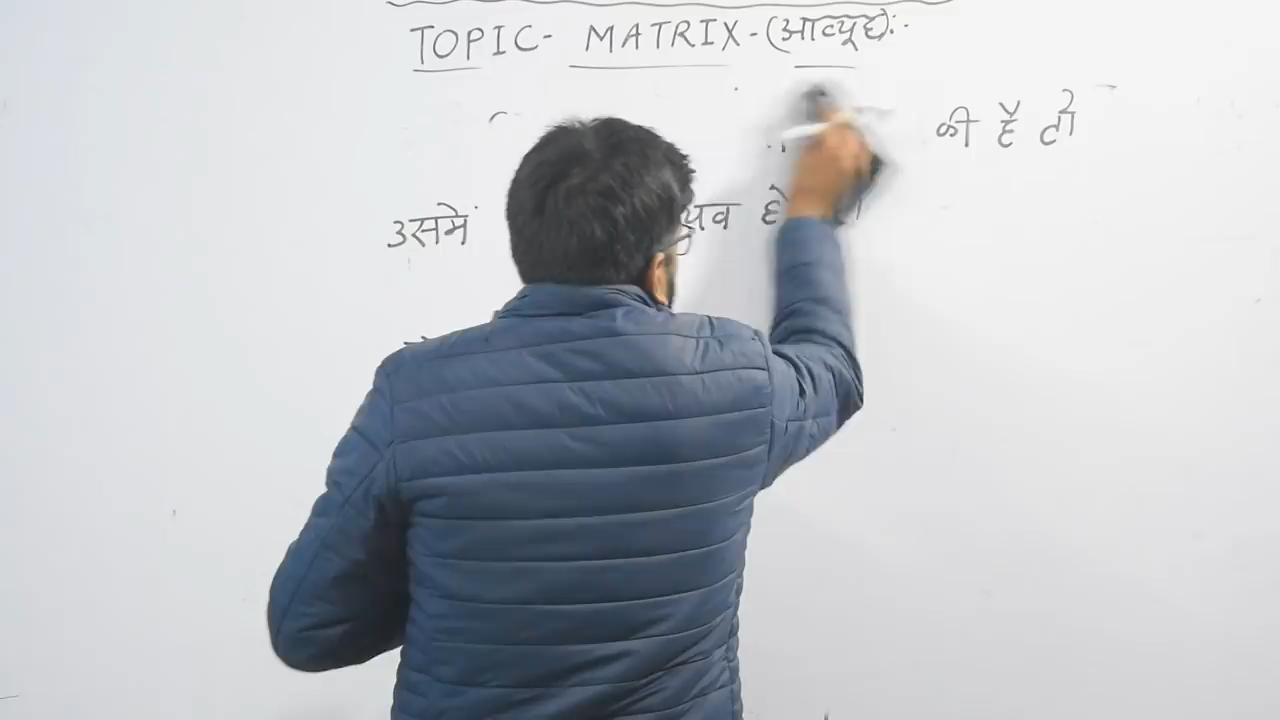 TOPIC- MATRIX-(आव्यूह):-
की है तो
उसमें